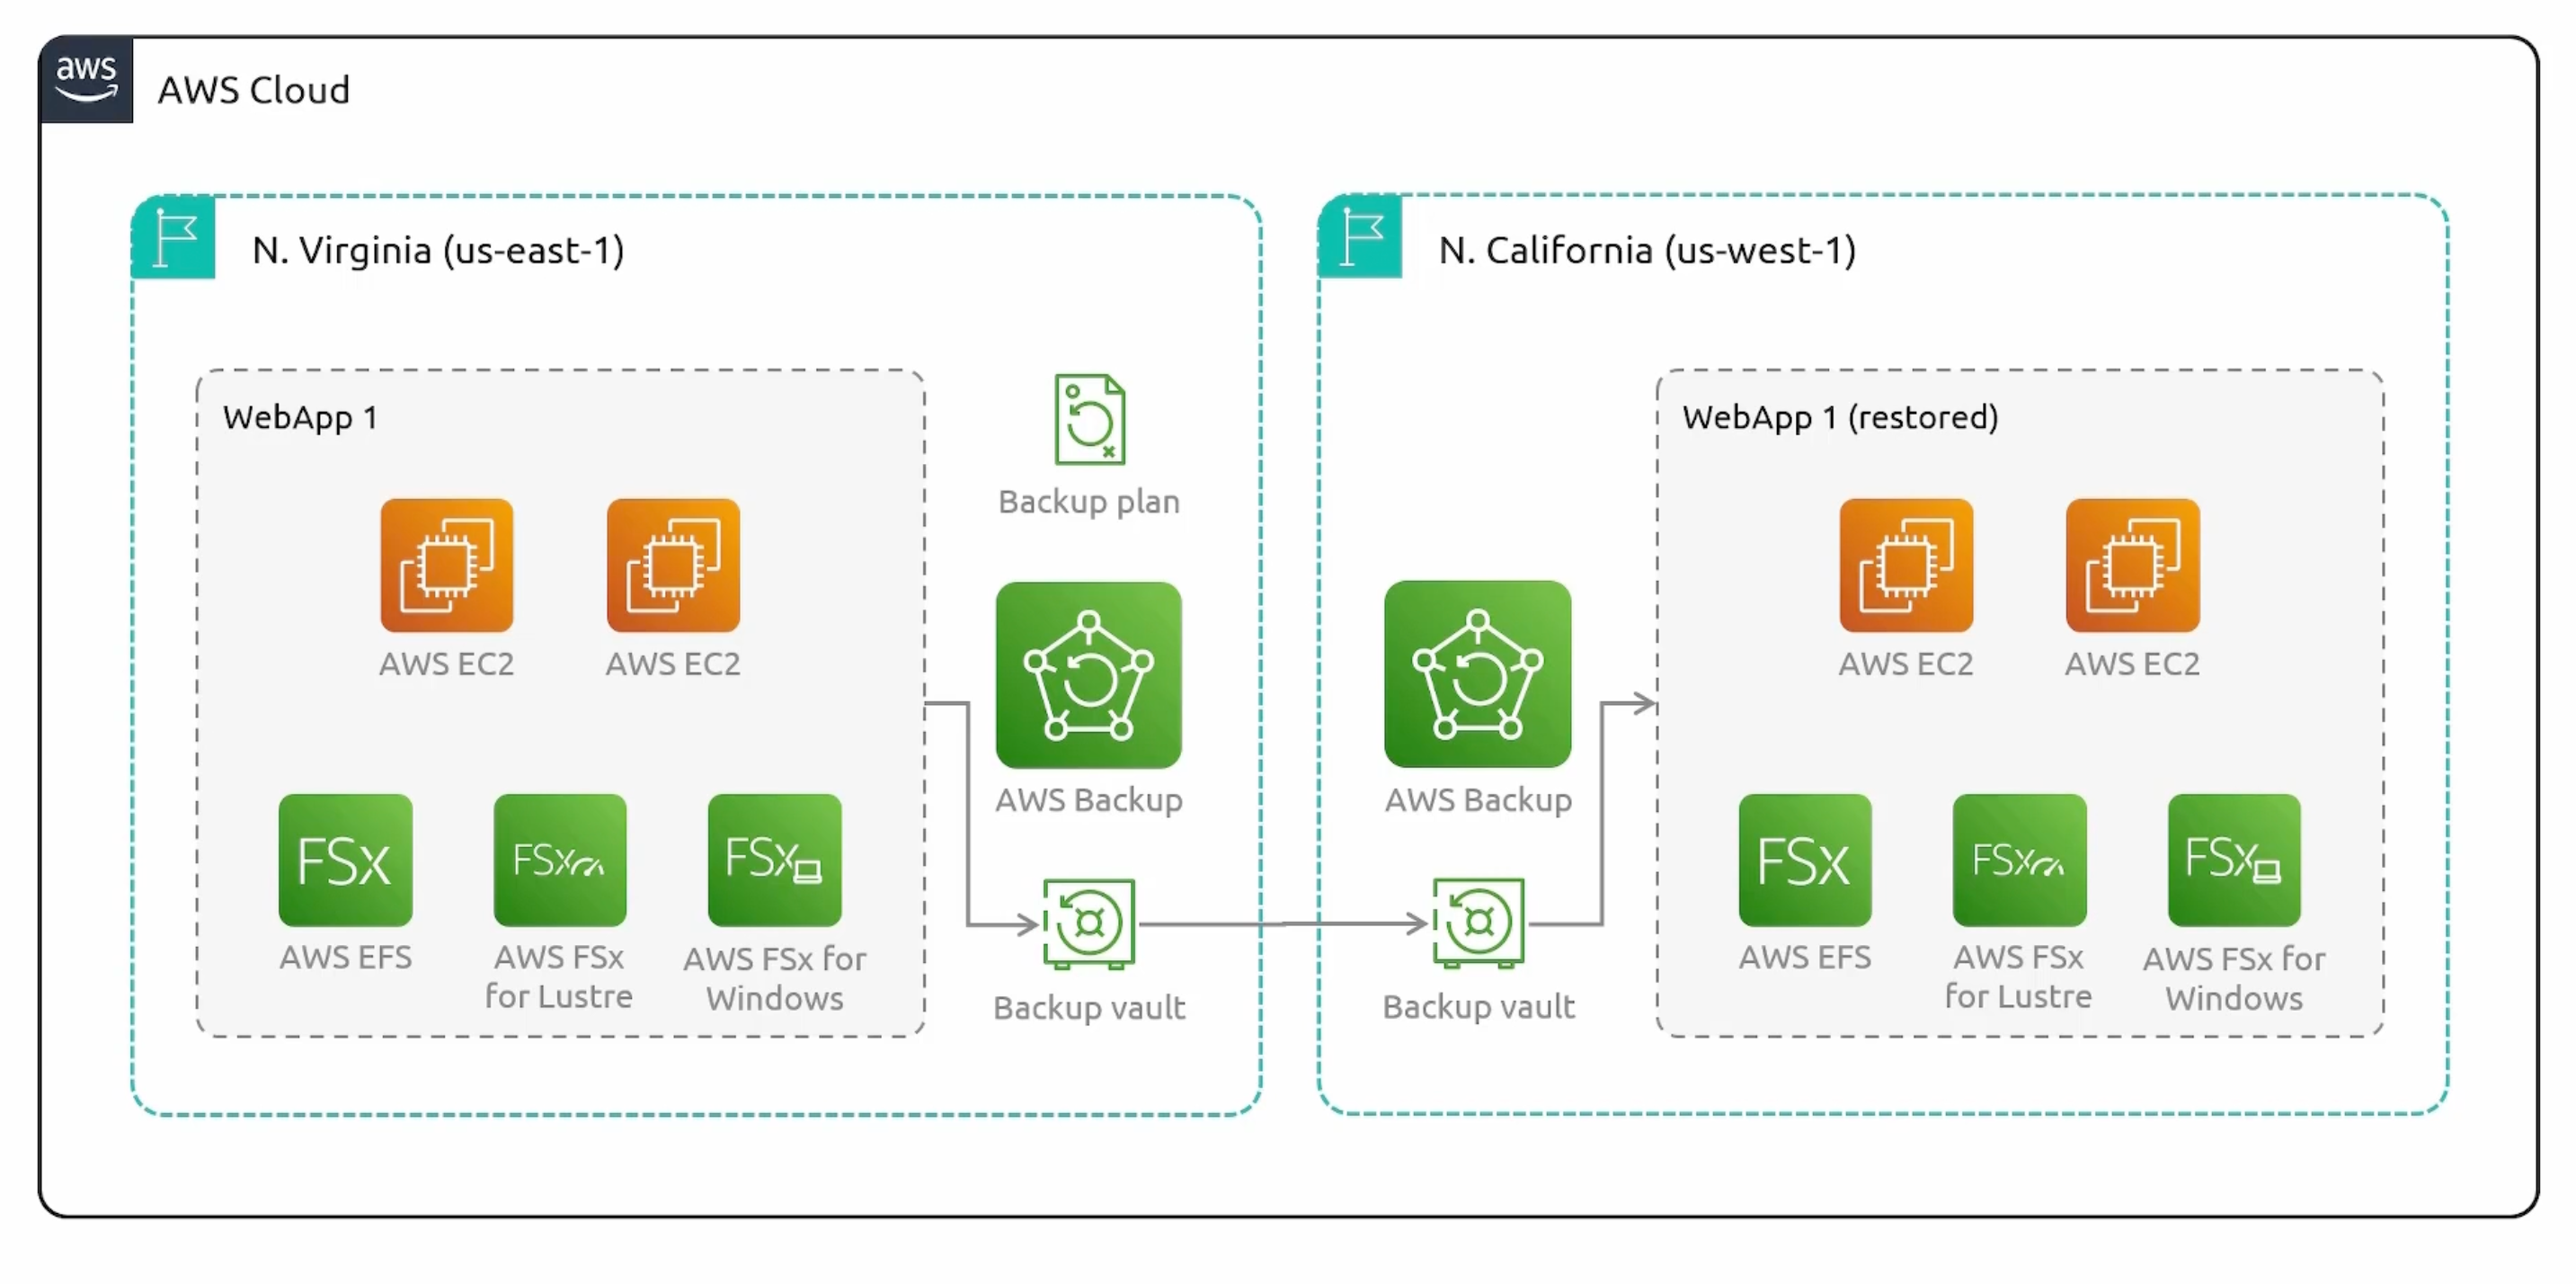 aws
AWS Cloud
N. Virginia (us-east-1)
WebApp 1
AWS EC2
AWS EC2
FSx
AWS EFS
FSx
AWS FSx
for Lustre
FSx
AWS FSx for
Windows
Backup plan
AWS Backup
Backup vault
N. California (us-west-1)
AWS Backup
Backup vault
WebApp 1 (restored)
AWS EC2
AWS EC2
FSx
AWS EFS
FSx
AWS FSx
for Lustre
FSx
AWS FSx for
Windows